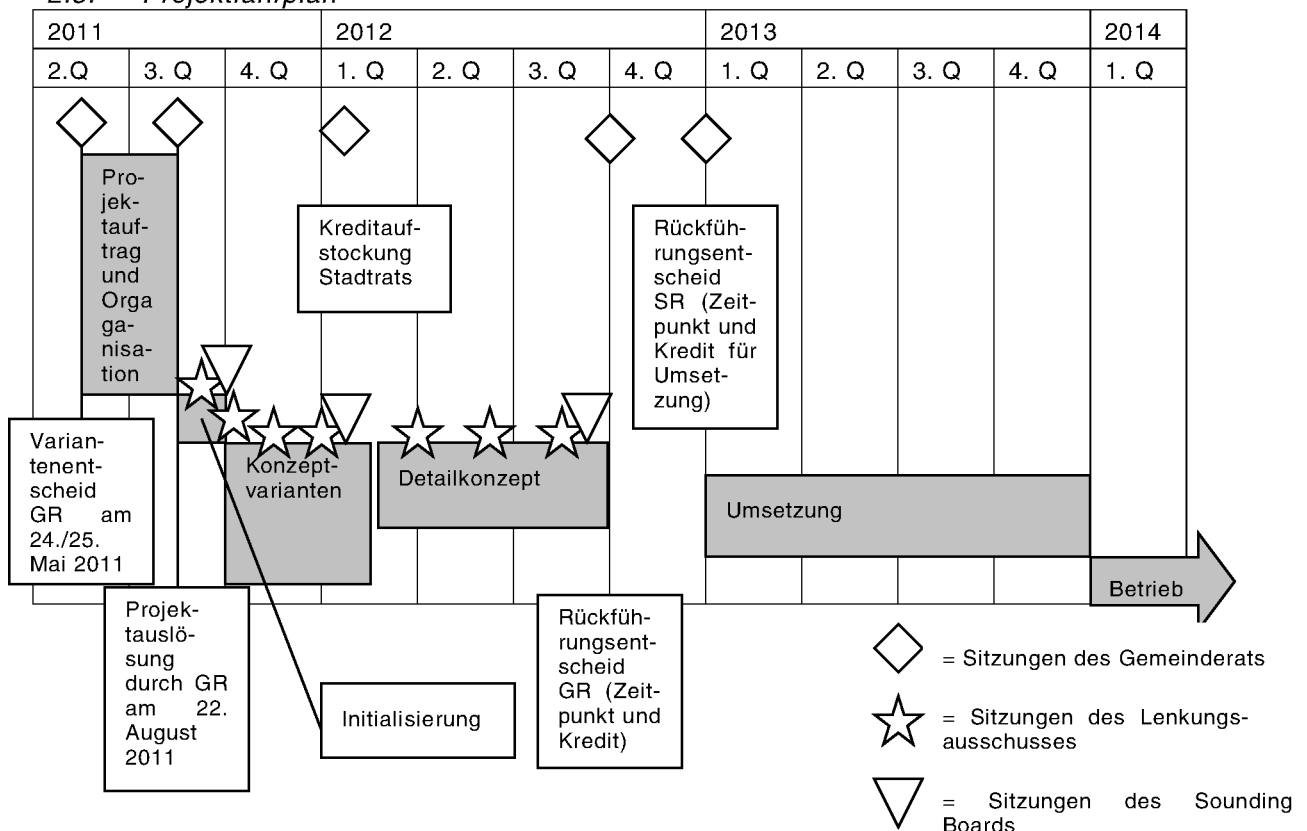 2.3. Projektfahrplan
2011 2012 2013 2014
2.Q 3. Q 4. Q 1. Q 2. Q 3. Q 4. Q 1. Q 2. Q 3. Q 4. Q 1. Q
Pro-
jek-
tauf-
trag
und
Orga
ga-
nisa-
tion
Kreditauf-
stockung
Stadtrats
Rückfüh-
rungsent-
scheid
SR (Zeit-
punkt und
Kredit für
Umset-
zung)
Varian-
tenent-
scheid
GR am
24./25.
Mai 2011
Konzept-
varianten
Detailkonzept
Umsetzung
Betrieb
Projek-
tauslö-
sung
durch GR
am 22.
August
2011
Initialisierung
Rückfüh-
rungsent-
scheid
GR (Zeit-
punkt und
Kredit)
= Sitzungen des Gemeinderats
= Sitzungen des Lenkungs-
ausschusses
= Sitzungen des Sounding
Boards